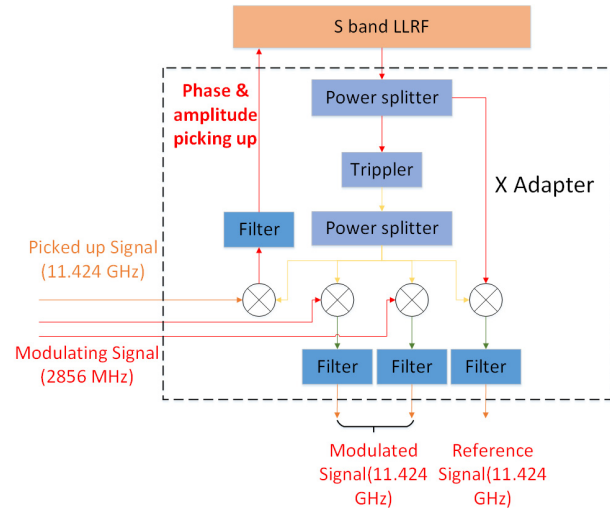 S band LLRF
Phase &
amplitude
picking up
Power splitter
Trippler
X Adapter
Power splitter
Filter
Picked up Signal
(11.424 GHz)
Modulating Signal
(2856 MHz)
Filter
Filter
Filter
Modulated
Signal(11.424
GHz)
Reference
Signal(11.424
GHz)